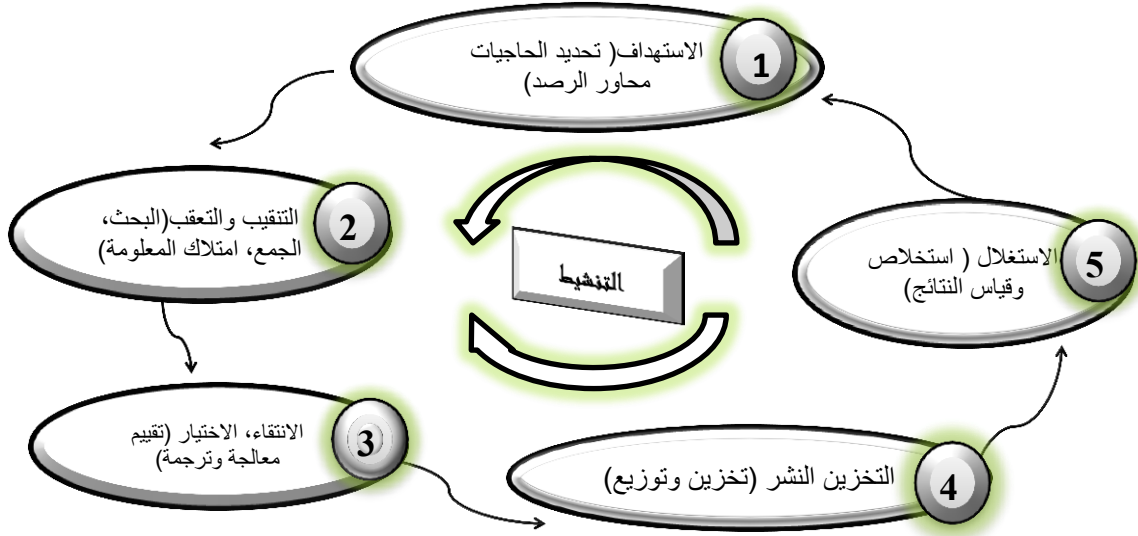 1
الاستهداف( تحديد الحاجيات
محاور الرصد)
2
التنقيب والتعقب(البحث،
الجمع، امتلاك المعلومة)
3
الانتقاء، الاختيار (تقييم
معالجة وترجمة)
4
التخزين النشر (تخزين وتوزيع)
5
الاستغلال ( استخلاص
وقياس النتائج)
التنشيط